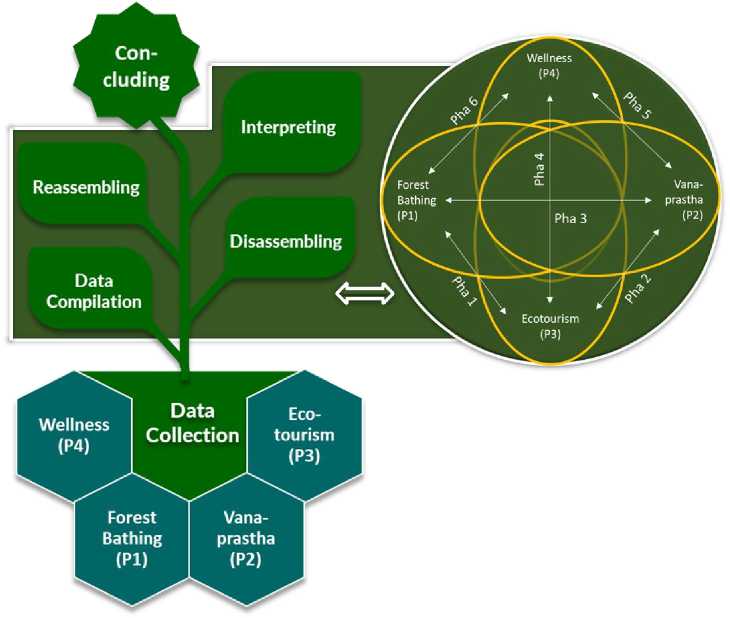 Con-
cluding
Interpreting
Reassembling
Disassembling
Data
Compilation
Wellness
(P4)
Pha 6
Pha 5
Pha 4
Forest
Bathing
(P1)
Vana-
prastha
(P2)
Pha 3
Pha 1
Pha 2
Ecotourism
(P3)
Data
Collection
Wellness
(P4)
Eco-
tourism
(P3)
Forest
Bathing
(P1)
Vana-
prastha
(P2)